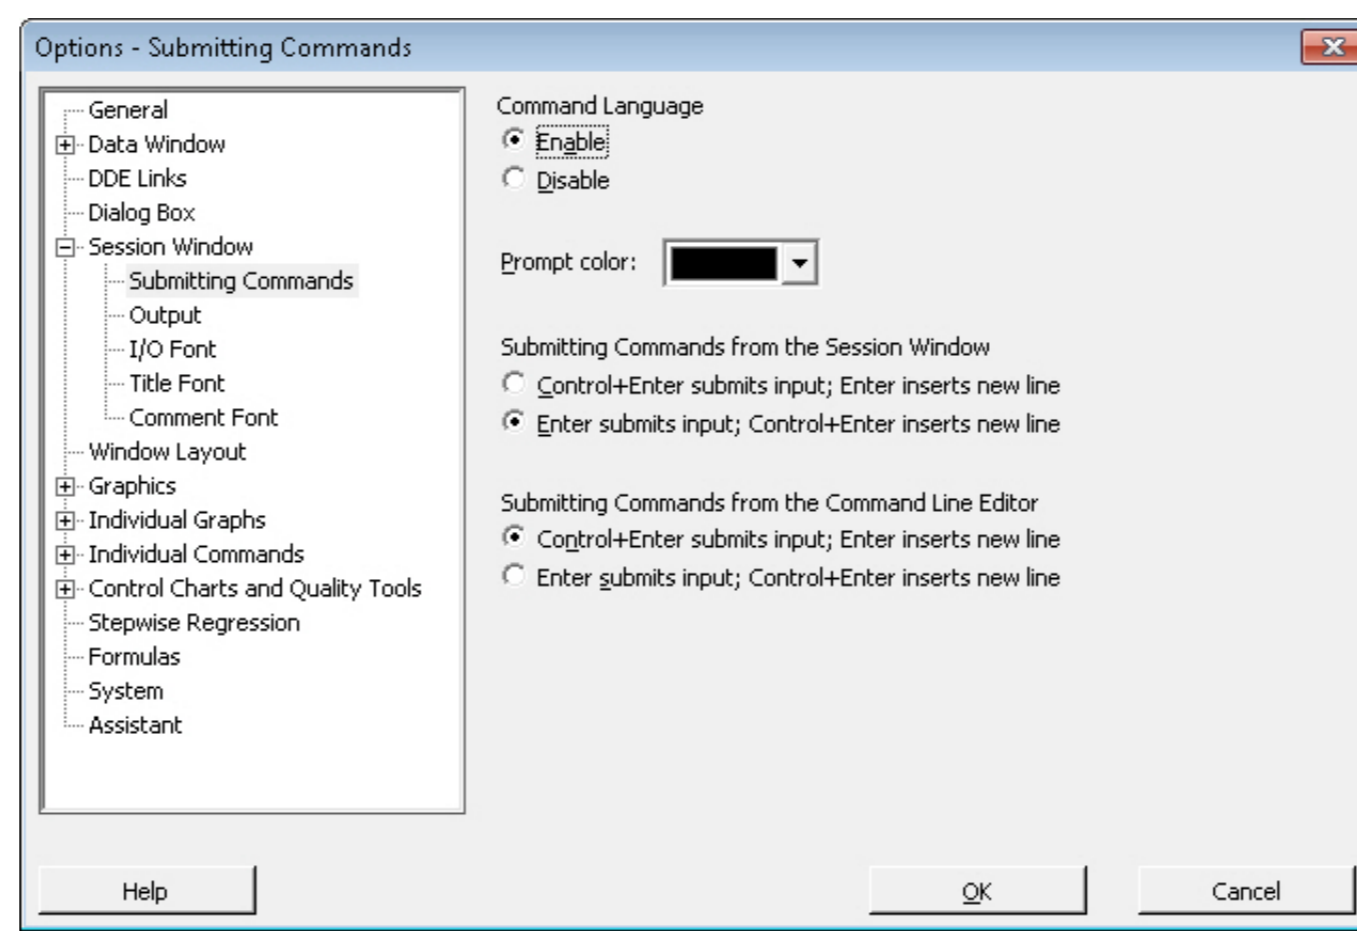 Options - Submitting Commands
General
Data Window
DDE Links
Dialog Box
Session Window
Submitting Commands
Output
I/O Font
Title Font
Comment Font
Window Layout
Graphics
Individual Graphs
Individual Commands
Control Charts and Quality Tools
Stepwise Regression
Formulas
System
Assistant
Command Language
Enable
Disable
Prompt color:
Submitting Commands from the Session Window
Control+Enter submits input; Enter inserts new line
Enter submits input; Control+Enter inserts new line
Submitting Commands from the Command Line Editor
Control+Enter submits input; Enter inserts new line
Enter submits input; Control+Enter inserts new line
Help
OK
Cancel